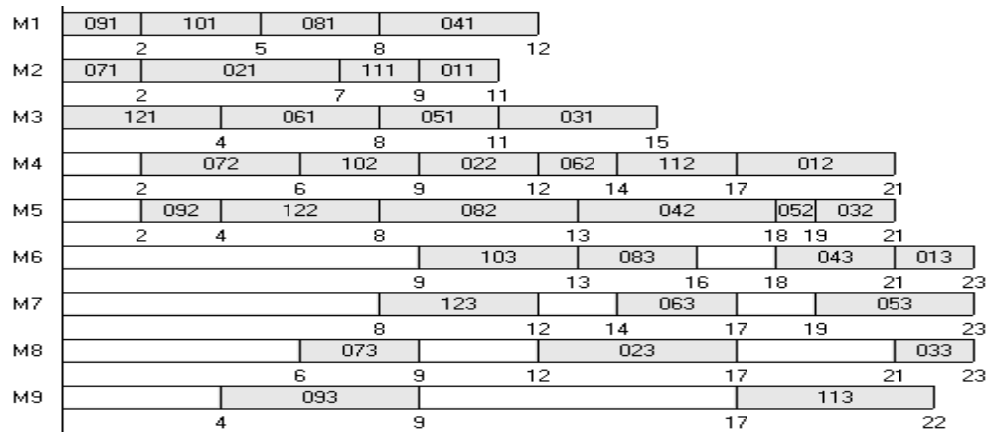 M1 091 101 081 041
2 5 8 12
M2 071 021 111 011
2 7 9 11
M3 121 061 051 031
4 8 11 15
M4 072 102 022 062 112 012
2 6 9 12 14 17 21
M5 092 122 082 042 052 032
2 4 8 13 18 19 21
M6 103 083 043 013
9 13 16 18 21 23
M7 123 063 053
8 12 14 17 19 23
M8 073 023 033
6 9 12 17 21 23
M9 093 113
4 9 17 22